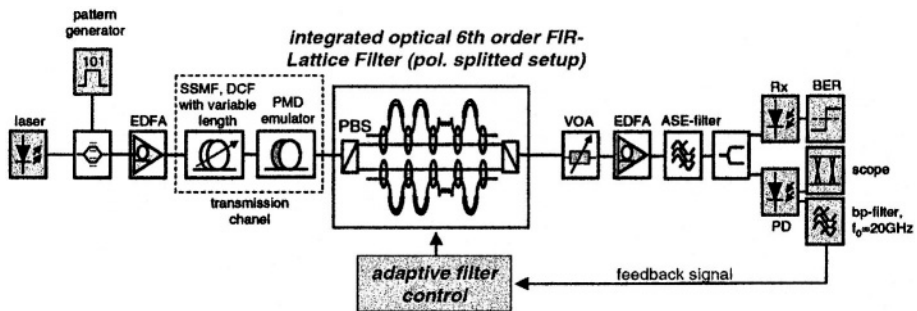 pattern
generator
101
integrated optical 6th order FIR-
Lattice Filter (pol. splitted setup)
laser
EDFA
SSMF, DCF
with variable
length
PMD
emulator
transmission
chanel
PBS
VOA
EDFA
ASE-filter
Rx
BER
scope
PD
bp-filter,
f0=20GHz
adaptive filter
control
feedback signal